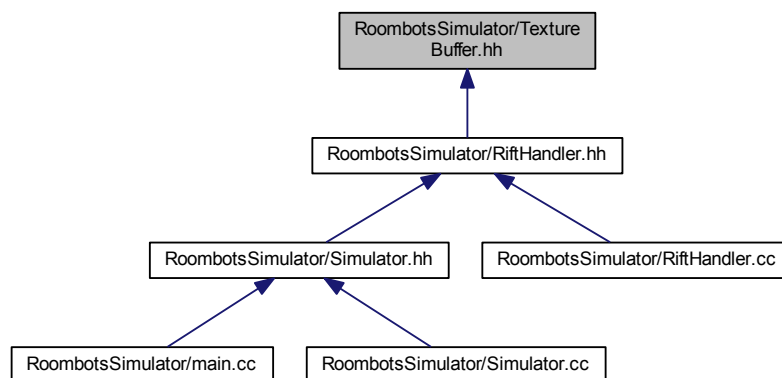 RoombotsSimulator/Texture
Buffer.hh
RoombotsSimulator/RiftHandler.hh
RoombotsSimulator/Simulator.hh
RoombotsSimulator/RiftHandler.cc
RoombotsSimulator/main.cc
RoombotsSimulator/Simulator.cc